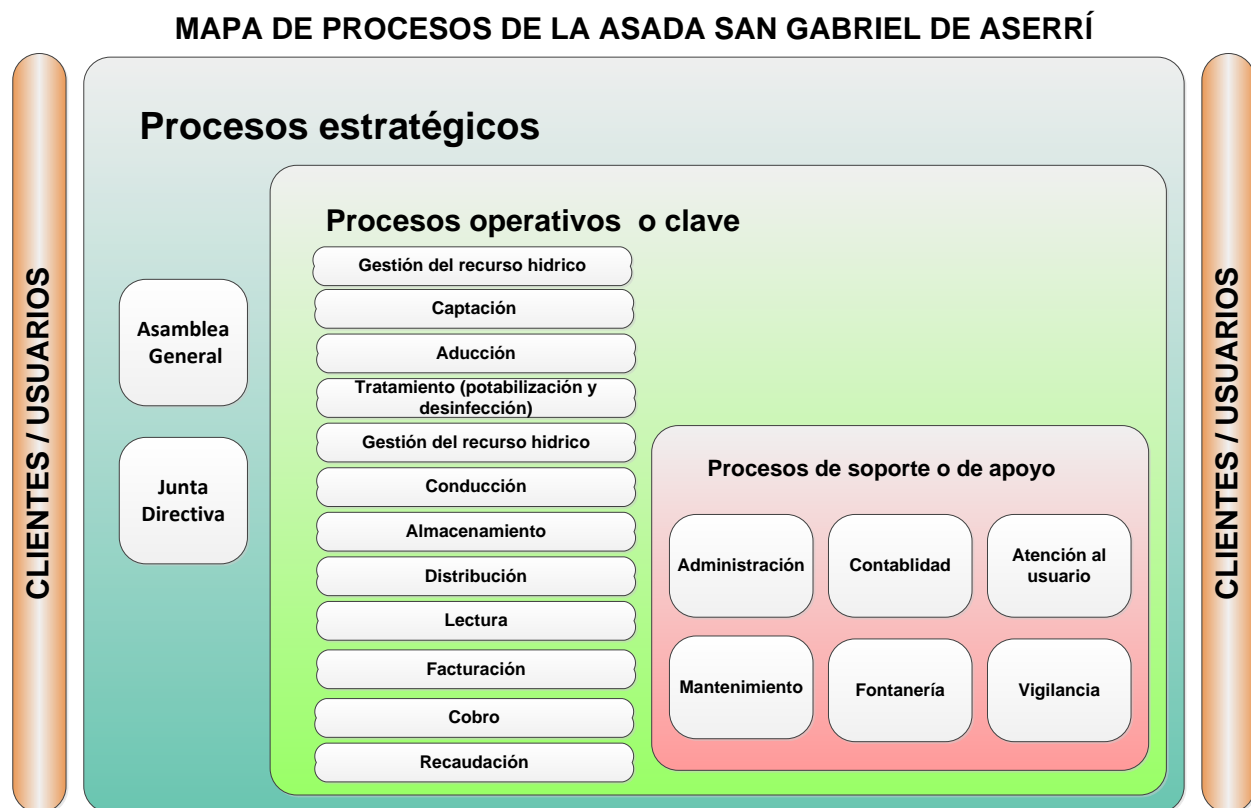 MAPA DE PROCESOS DE LA ASADA SAN GABRIEL DE ASERRÍ
CLIENTES / USUARIOS
Procesos estratégicos
Asamblea
General
Junta
Directiva
Procesos operativos o clave
Gestión del recurso hidrico
Captación
Aducción
Tratamiento (potabilización y
desinfección)
Gestión del recurso hidrico
Conducción
Almacenamiento
Distribución
Lectura
Facturación
Cobro
Recaudación
Procesos de soporte o de apoyo
Administración
Contablidad
Atención al
usuario
Mantenimiento
Fontanería
Vigilancia
CLIENTES / USUARIOS